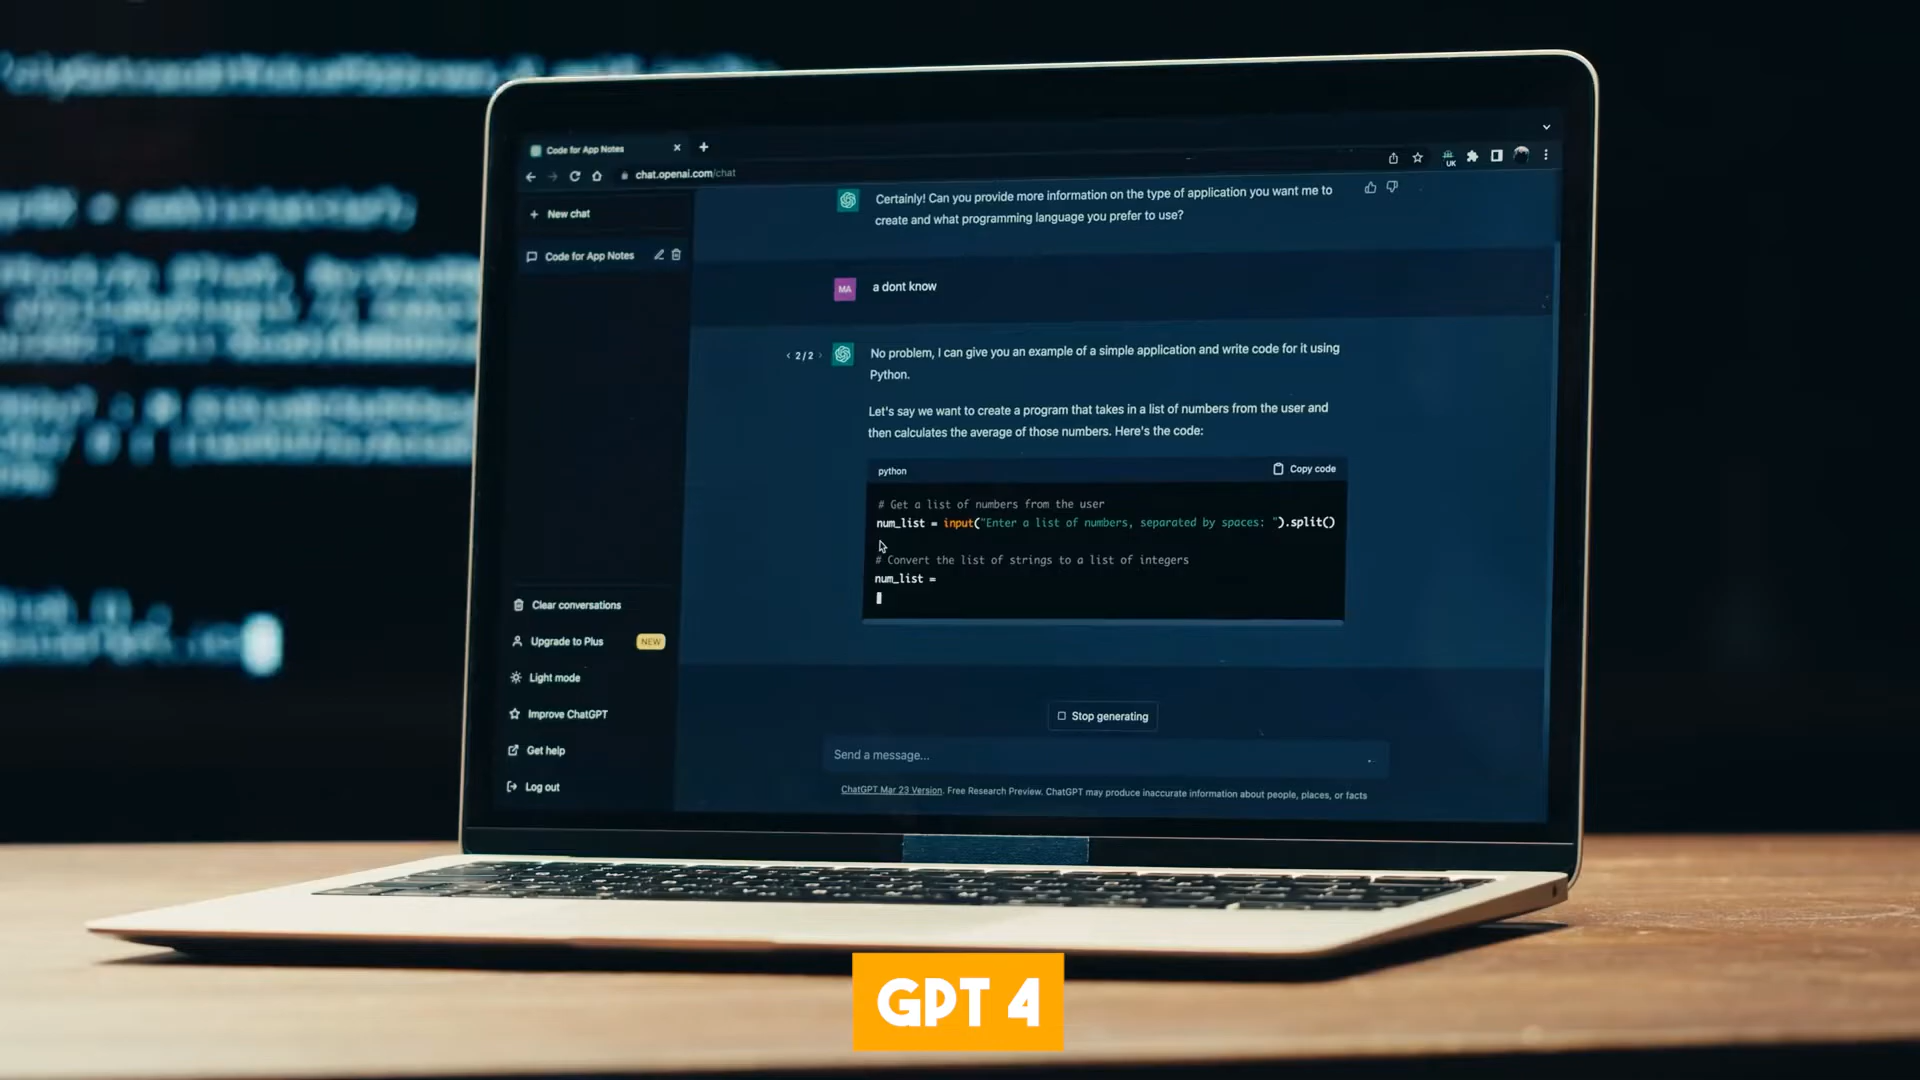 Code for App Notes
chat.openai.com/chat
UK
New chat
Code for App Notes
Clear conversations
Upgrade to Plus NEW
Light mode
Improve ChatGPT
Get help
Log out
Certainly! Can you provide more information on the type of application you want me to
create and what programming language you prefer to use?
MA
a dont know
2 / 2
No problem, I can give you an example of a simple application and write code for it using
Python.
Let's say we want to create a program that takes in a list of numbers from the user and
then calculates the average of those numbers. Here's the code:
python Copy code
# Get a list of numbers from the user
num_list = input("Enter a list of numbers, separated by spaces: ").split()
# Convert the list of strings to a list of integers
num_list =
Stop generating
Send a message...
ChatGPT Mar 23 Version. Free Research Preview. ChatGPT may produce inaccurate information about people, places, or facts
GPT 4